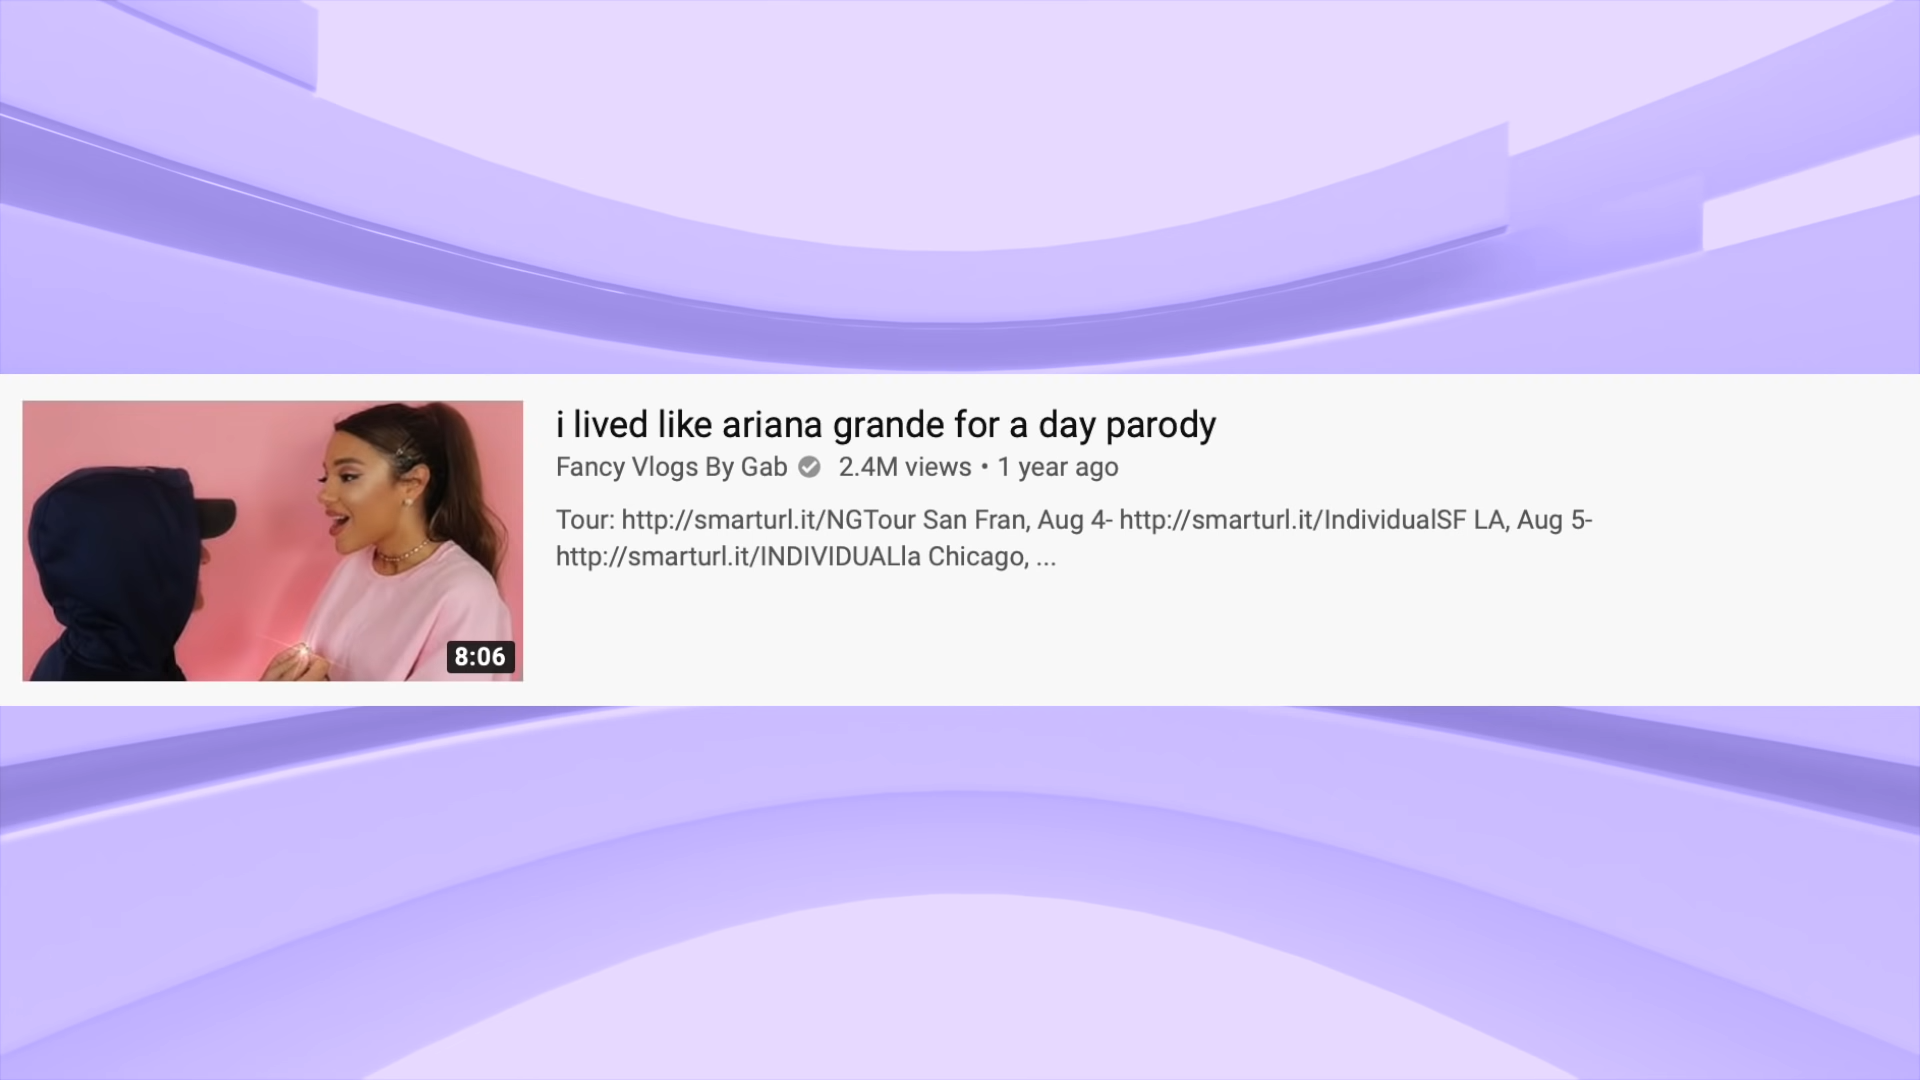 i lived like ariana grande for a day parody
Fancy Vlogs By Gab 2.4M views • 1 year ago
Tour: http://smarturl.it/NGTour San Fran, Aug 4- http://smarturl.it/IndividualSF LA, Aug 5-
http://smarturl.it/INDIVIDUALla Chicago, ...
8:06